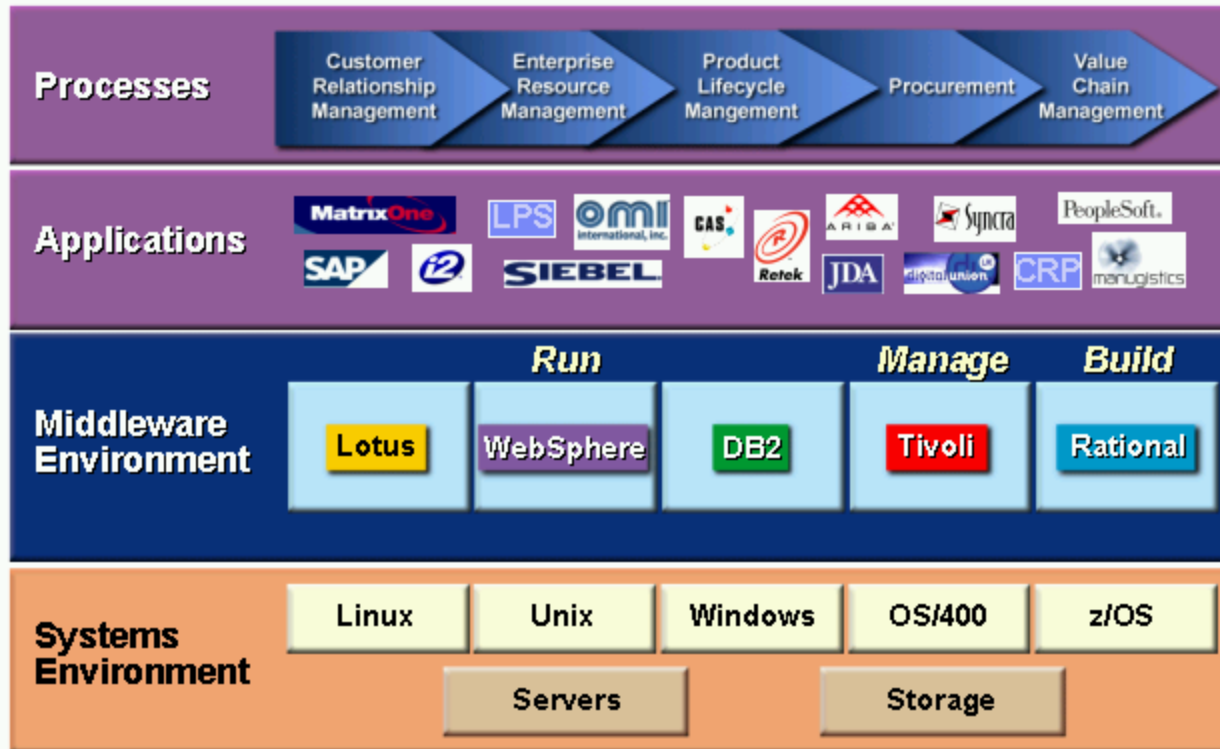 Processes
Customer
Relationship
Management
Enterprise
Resource
Management
Product
Lifecycle
Mangement
Procurement
Value
Chain
Management
Applications
MatrixOne
LPS
omi
international, inc.
CAS
Retek
ARIBA
Syncra
PeopleSoft.
SAP
i2
SIEBEL.
JDA
digitalunion
UK
CRP
manugistics
Middleware
Environment
Run
Manage
Build
Lotus
WebSphere
DB2
Tivoli
Rational
Systems
Environment
Linux
Unix
Windows
OS/400
z/OS
Servers
Storage